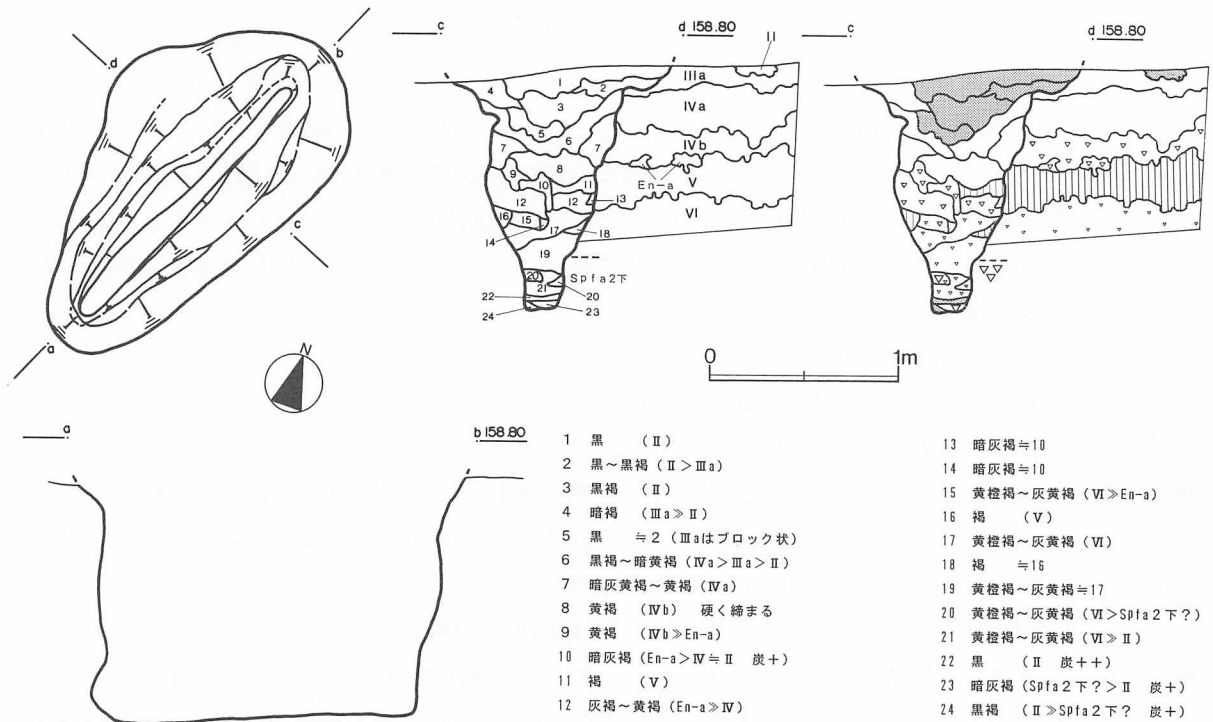 c
d 158.80
II
c
d 158.80
b
d
c
a
N
1
2
IIIa
4
3
IVa
5
6
7
7
IVb
8
9
10
11
En-a
V
12
12
13
16
15
VI
14
17
18
19
Spfa2下
20
21
20
22
24
23
0
1m
a
b 158.80
1 黒 (Ⅱ)
2 黒~黒褐 (Ⅱ>Ⅲa)
3 黒褐 (Ⅱ)
4 暗褐 (Ⅲa≫Ⅱ)
5 黒 ≒2 (Ⅲaはブロック状)
6 黒褐~暗黄褐 (Ⅳa>Ⅲa>Ⅱ)
7 暗灰黄褐~黄褐 (Ⅳa)
8 黄褐 (Ⅳb) 硬く締まる
9 黄褐 (Ⅳb≫En-a)
10 暗灰褐 (En-a>Ⅳ≒Ⅱ 炭+)
11 褐 (Ⅴ)
12 灰褐~黄褐 (En-a≫Ⅳ)
13 暗灰褐≒10
14 暗灰褐≒10
15 黄橙褐~灰黄褐 (Ⅵ≫En-a)
16 褐 (Ⅴ)
17 黄橙褐~灰黄褐 (Ⅵ)
18 褐 ≒16
19 黄橙褐~灰黄褐≒17
20 黄橙褐~灰黄褐 (Ⅵ>Spfa2下?)
21 黄橙褐~灰黄褐 (Ⅵ≫Ⅱ)
22 黒 (Ⅱ 炭++)
23 暗灰褐 (Spfa2下?>Ⅱ 炭+)
24 黒褐 (Ⅱ≫Spfa2下? 炭+)